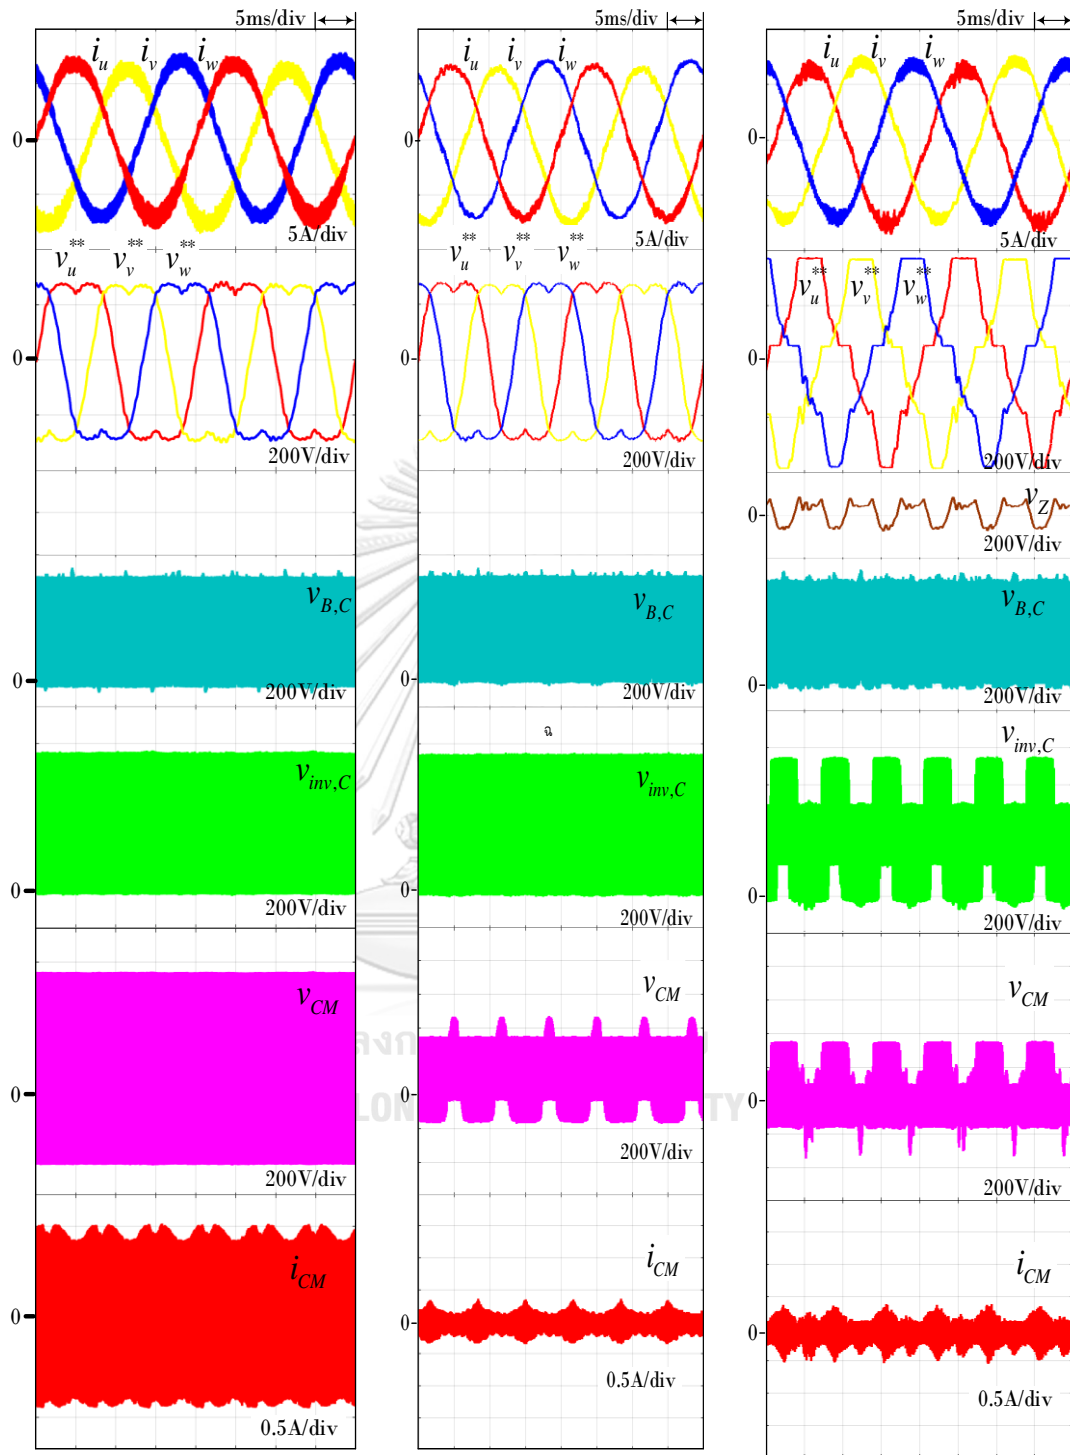 5ms/div
i_u i_v i_w
0
5A/div
v_u^** v_v^** v_w^**
0
200V/div
v_B,C
0
200V/div
v_inv,C
0
200V/div
v_CM
0
200V/div
i_CM
0
0.5A/div
5ms/div
i_u i_v i_w
0
5A/div
v_u^** v_v^** v_w^**
0
200V/div
v_B,C
0
200V/div
ฉ
v_inv,C
0
200V/div
v_CM
0
200V/div
i_CM
0
0.5A/div
5ms/div
i_u i_v i_w
0
5A/div
v_u^** v_v^** v_w^**
0
200V/div
v_Z
0
200V/div
v_B,C
0
200V/div
v_inv,C
0
200V/div
v_CM
0
200V/div
i_CM
0
0.5A/div